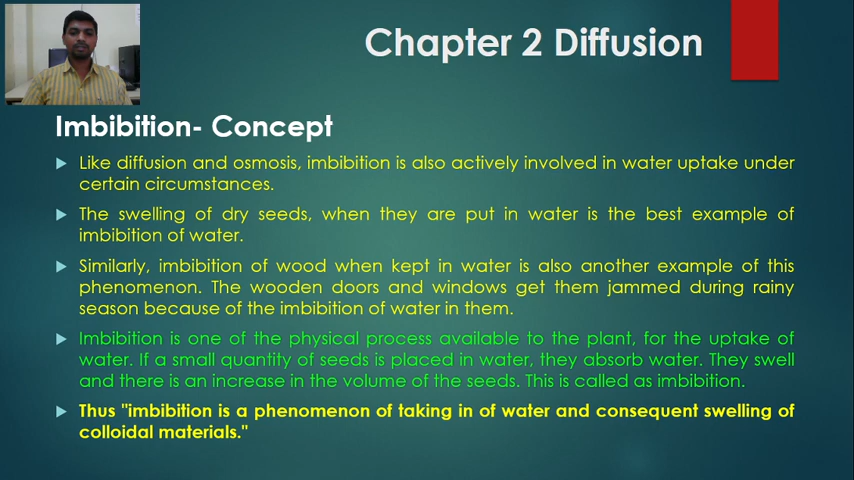 Chapter 2 Diffusion
Imbibition- Concept
Like diffusion and osmosis, imbibition is also actively involved in water uptake under
certain circumstances.
The swelling of dry seeds, when they are put in water is the best example of
imbibition of water.
Similarly, imbibition of wood when kept in water is also another example of this
phenomenon. The wooden doors and windows get them jammed during rainy
season because of the imbibition of water in them.
Imbibition is one of the physical process available to the plant, for the uptake of
water. If a small quantity of seeds is placed in water, they absorb water. They swell
and there is an increase in the volume of the seeds. This is called as imbibition.
Thus "imbibition is a phenomenon of taking in of water and consequent swelling of
colloidal materials."